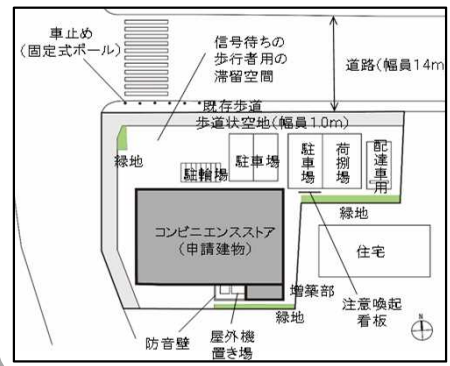 車止め
(固定式ポール)
信号待ちの
歩行者用の
滞留空間
道路(幅員14m
既存歩道
歩道状空地(幅員1.0m)
緑地
駐輪場
駐車場
駐車場
荷捌場
配達車用
緑地
コンビニエンスストア
(申請建物)
住宅
増築部
緑地
注意喚起
看板
防音壁
屋外機
置き場
N